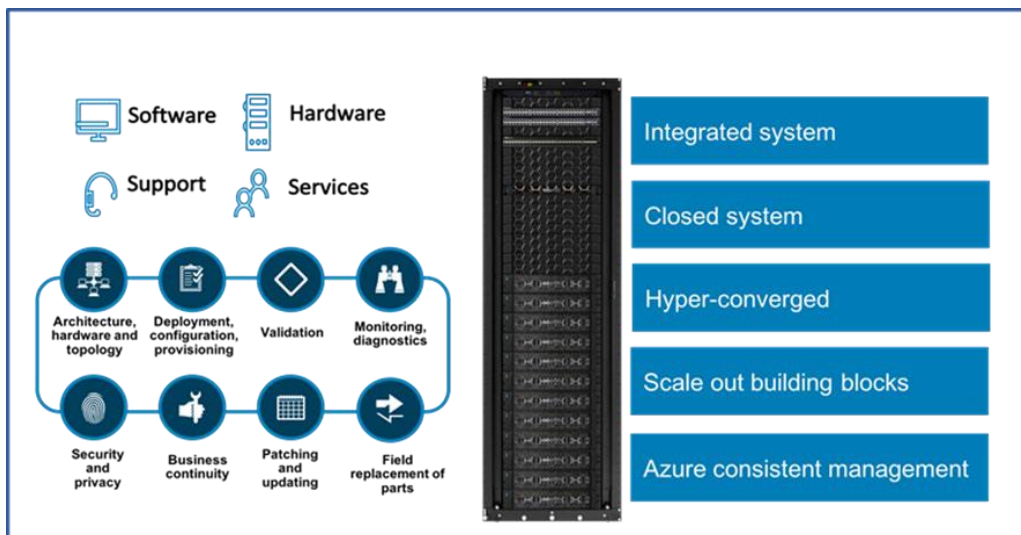 Software
Hardware
Support
Services
Architecture,
hardware and
topology
Deployment,
configuration,
provisioning
Validation
Monitoring,
diagnostics
Security
and
privacy
Business
continuity
Patching
and
updating
Field
replacement of
parts
Integrated system
Closed system
Hyper-converged
Scale out building blocks
Azure consistent management